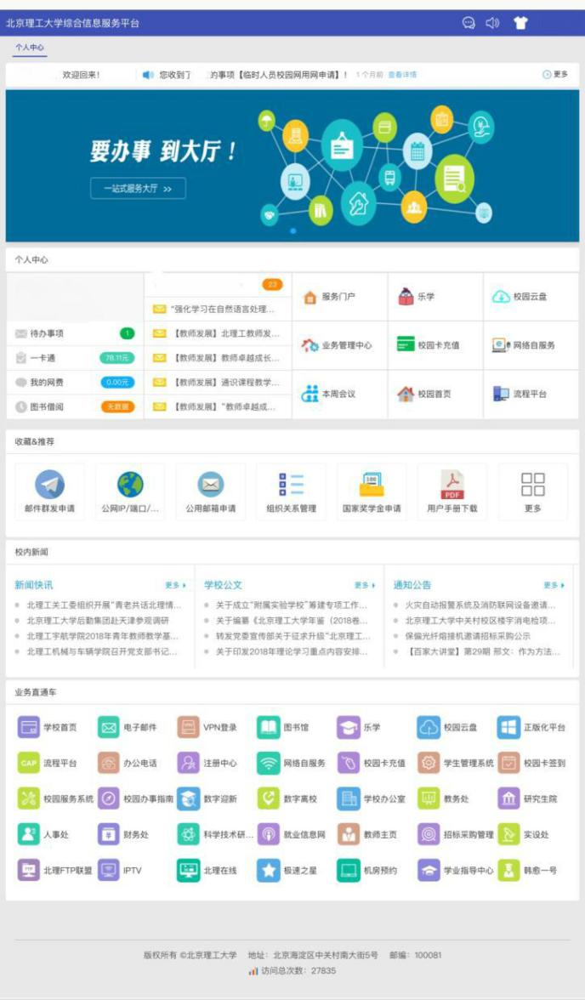 北京理工大学综合信息服务平台
个人中心
欢迎回来! 您收到了 的事项【临时人员校园网用网申请】! 1个月前 查看详情 更多
要办事 到大厅!
一站式服务大厅 >>
个人中心
23
"强化学习在自然语言处理...
待办事项 1
【教师发展】北理工教师发...
一卡通 78.11元
【教师发展】教师卓越成长...
我的网费 0.00元
【教师发展】通识课程教学...
图书借阅 无数据
【教师发展】"教师卓越成...
服务门户 乐学 校园云盘
业务管理中心 校园卡充值 网络自服务
本周会议 校园首页 流程平台
收藏&推荐
100
PDF
邮件群发申请 公网IP/端口/... 公用邮箱申请 组织关系管理 国家奖学金申请 用户手册下载 更多
校内新闻
新闻快讯 更多
北理工关工委组织开展"青老共话北理情...
北京理工大学后勤集团赴天津参观调研
北理工宇航学院2018年青年教师教学基...
北理工机械与车辆学院召开党支部书记...
学校公文 更多
关于成立"附属实验学校"筹建专项工作...
关于编纂《北京理工大学年鉴（2018卷...
转发党委宣传部关于征求升级"北京理工...
关于印发2018年理论学习重点内容安排...
通知公告 更多
火灾自动报警系统及消防联网设备邀请...
北京理工大学中关村校区楼宇消电检项...
保偏光纤熔接机邀请招标采购公示
【百家大讲堂】第29期 邢文：作为方法...
业务直通车
学校首页 电子邮件 VPN登录 图书馆 乐学 校园云盘 正版化平台
CAP 流程平台 办公电话 注册中心 网络自服务 校园卡充值 学生管理系统 校园卡签到
校园服务系统 校园办事指南 数字迎新 数字离校 学校办公室 教务处 研究生院
人事处 财务处 科学技术研... 就业信息网 教师主页 招标采购管理 实设处
北理FTP联盟 IPTV 北理在线 极速之星 机房预约 学业指导中心 韩愈一号
版权所有 ©北京理工大学 地址：北京海淀区中关村南大街5号 邮编：100081
访问总次数：27835